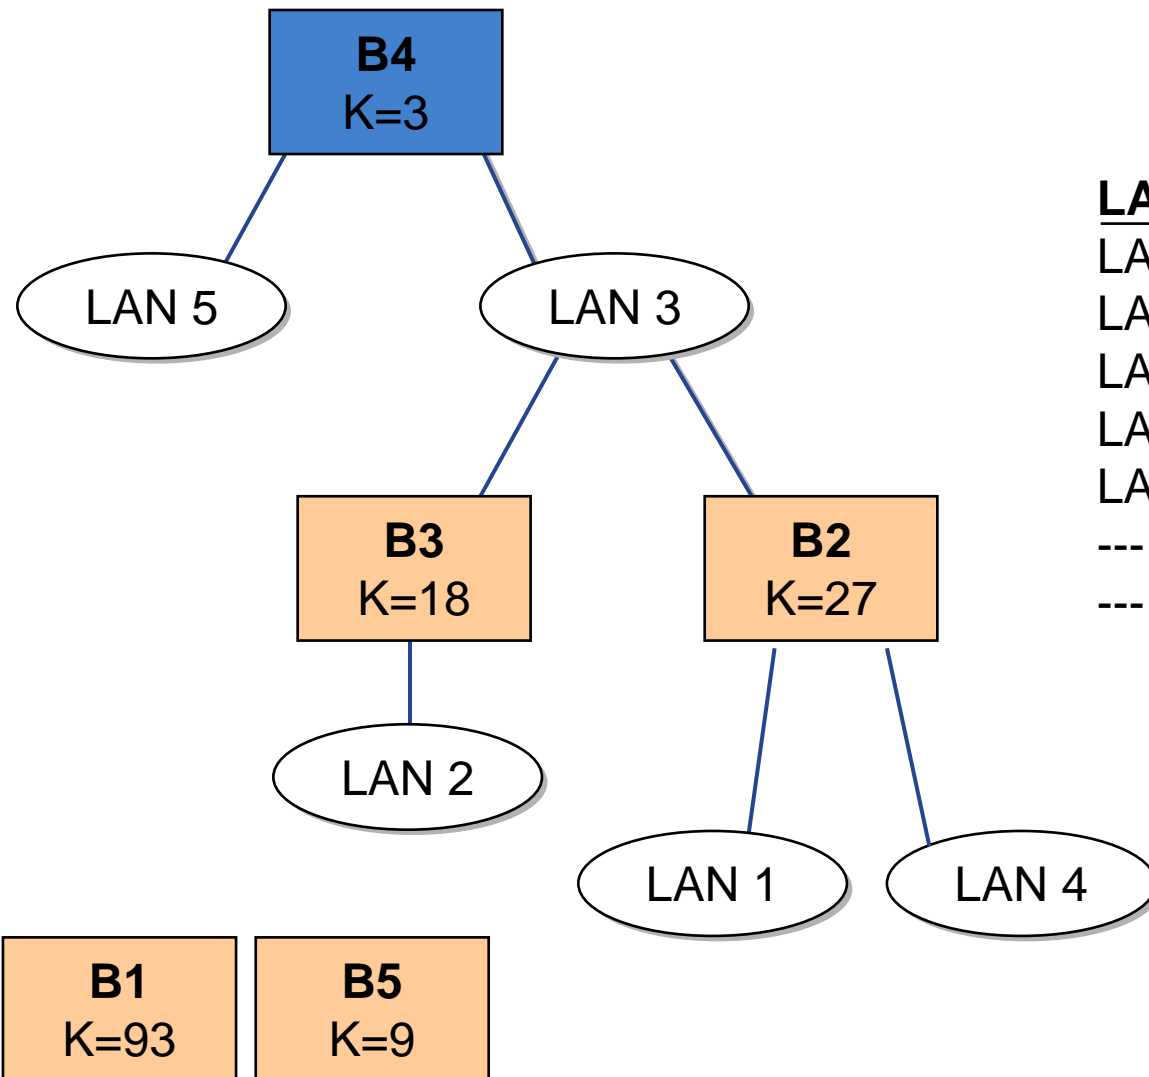 B4
K=3
LAN 5
LAN 3
B3
K=18
B2
K=27
LAN 2
LAN 1
LAN 4
B1
K=93
B5
K=9
LA
LA
LA
LA
LA
LA
---
---